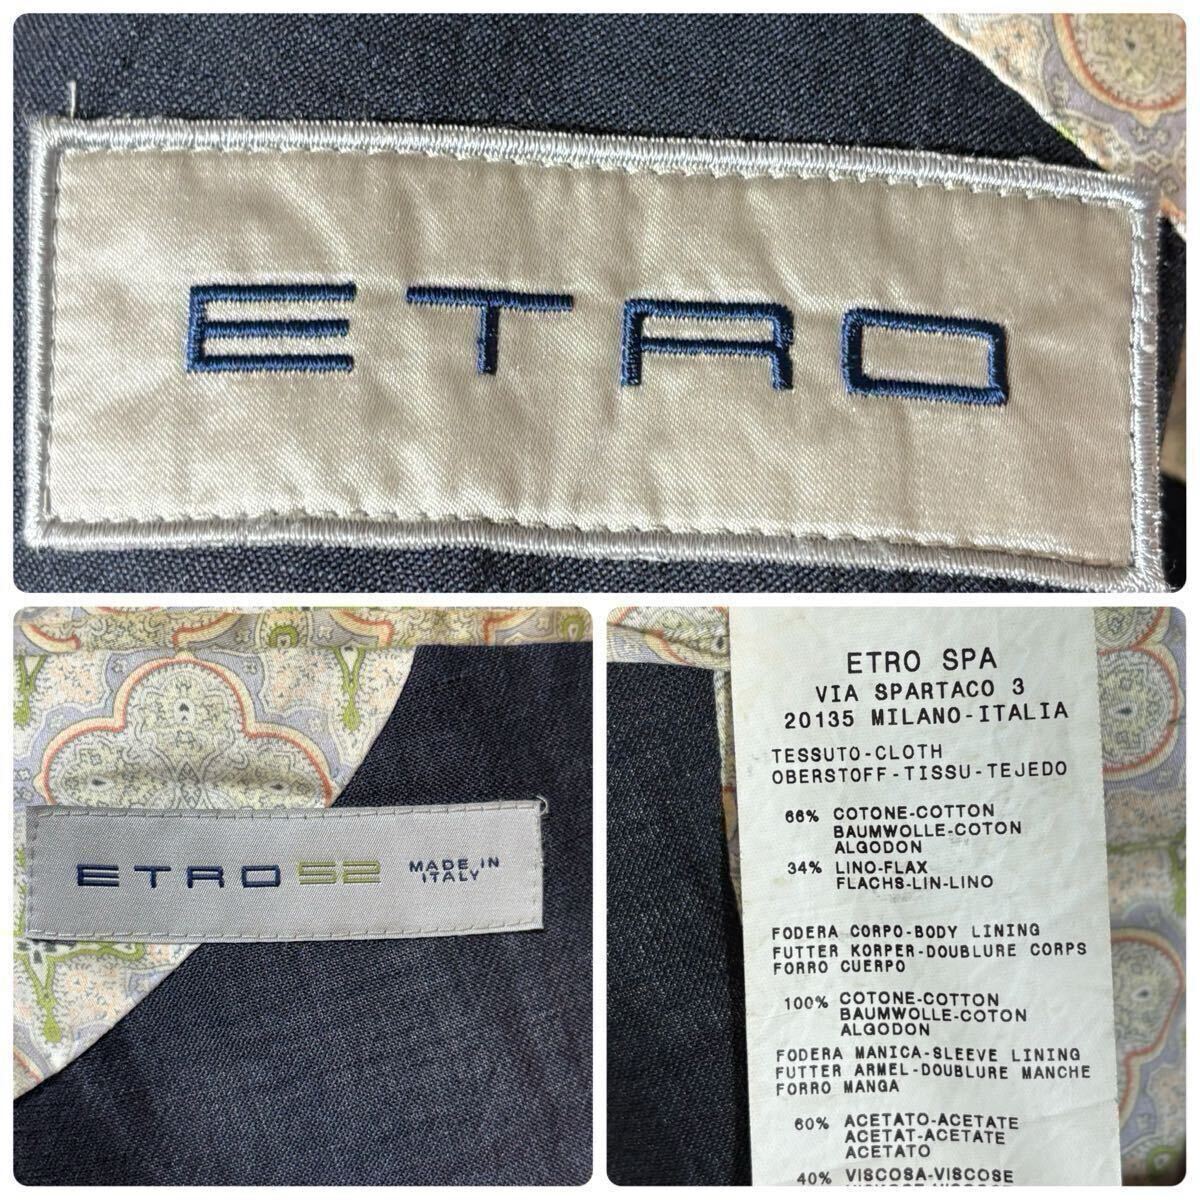 ETRO
ETRO 52 MADE IN
ITALY
ETRO SPA
VIA SPARTACO 3
20135 MILANO-ITALIA
TESSUTO-CLOTH
OBERSTOFF-TISSU-TEJEDO
66% COTONE-COTTON
BAUMWOLLE-COTON
ALGODON
34% LINO-FLAX
FLACHS-LIN-LINO
FODERA CORPO-BODY LINING
FUTTER KORPER-DOUBLURE CORPS
FORRO CUERPO
100% COTONE-COTTON
BAUMWOLLE-COTON
ALGODON
FODERA MANICA-SLEEVE LINING
FUTTER ARMEL-DOUBLURE MANCHE
FORRO MANGA
60% ACETATO-ACETATE
ACETAT-ACETATE
ACETATO
40% VISCOSA-VISCOSE